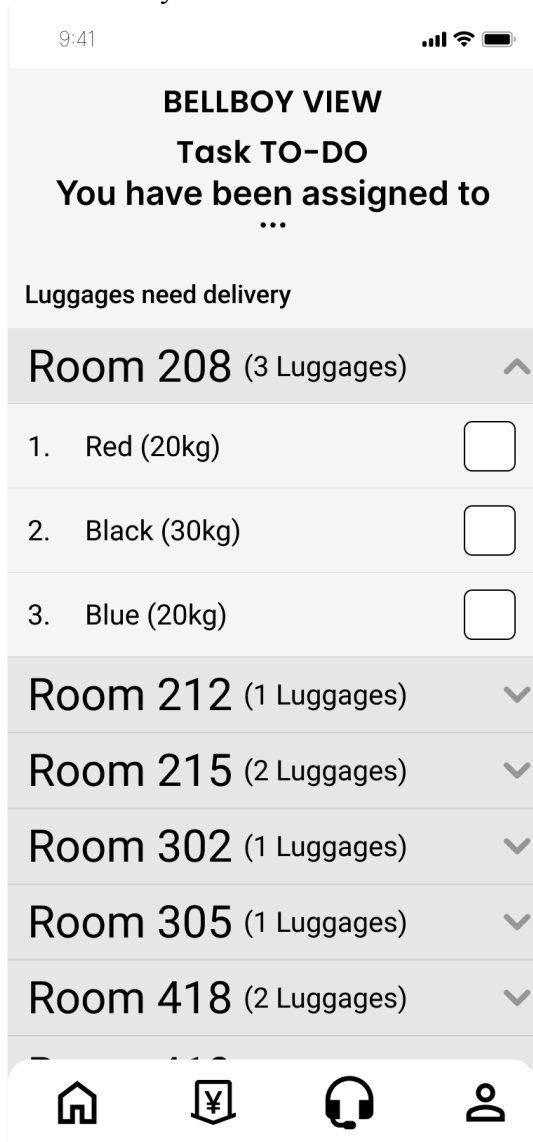 9:41
BELLBOY VIEW
Task TO-DO
You have been assigned to
...
Luggages need delivery
Room 208 (3 Luggages)
1. Red (20kg)
2. Black (30kg)
3. Blue (20kg)
Room 212 (1 Luggages)
Room 215 (2 Luggages)
Room 302 (1 Luggages)
Room 305 (1 Luggages)
Room 418 (2 Luggages)
¥